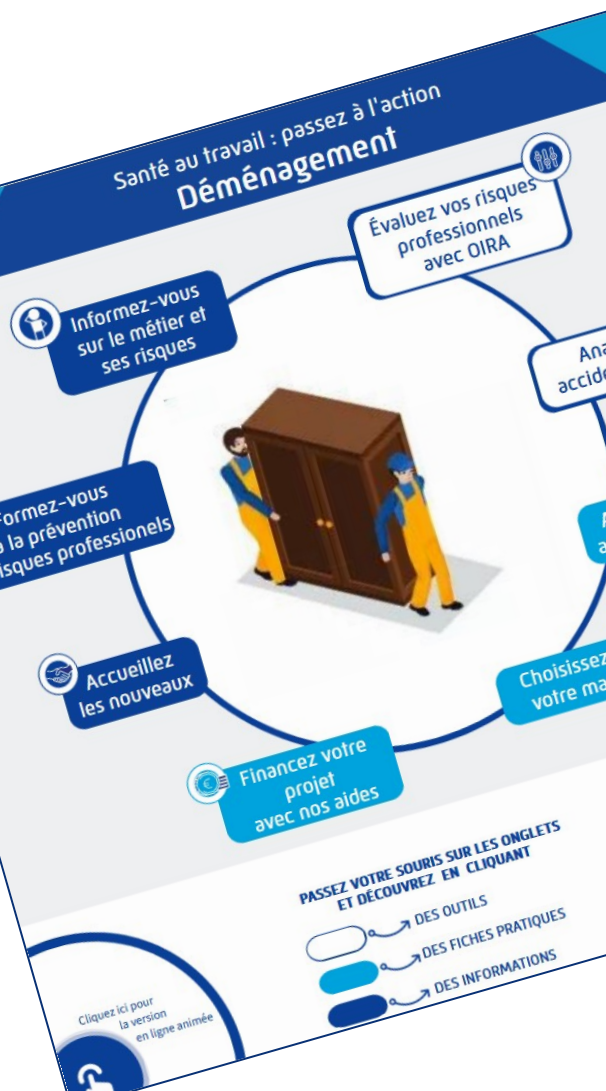 Santé au travail : passez à l'action
Déménagement
Évaluez vos risques
professionnels
avec OIRA
Informez-vous
sur le métier et
ses risques
Formez-vous
à la prévention
risques professionnels
Accueillez
les nouveaux
Choisissez
votre
Financez votre
projet
avec nos aides
PASSEZ VOTRE SOURIS SUR LES ONGLETS
ET DÉCOUVREZ EN CLIQUANT
DES OUTILS
DES FICHES PRATIQUES
DES INFORMATIONS
Cliquez ici pour
la version
en ligne animée